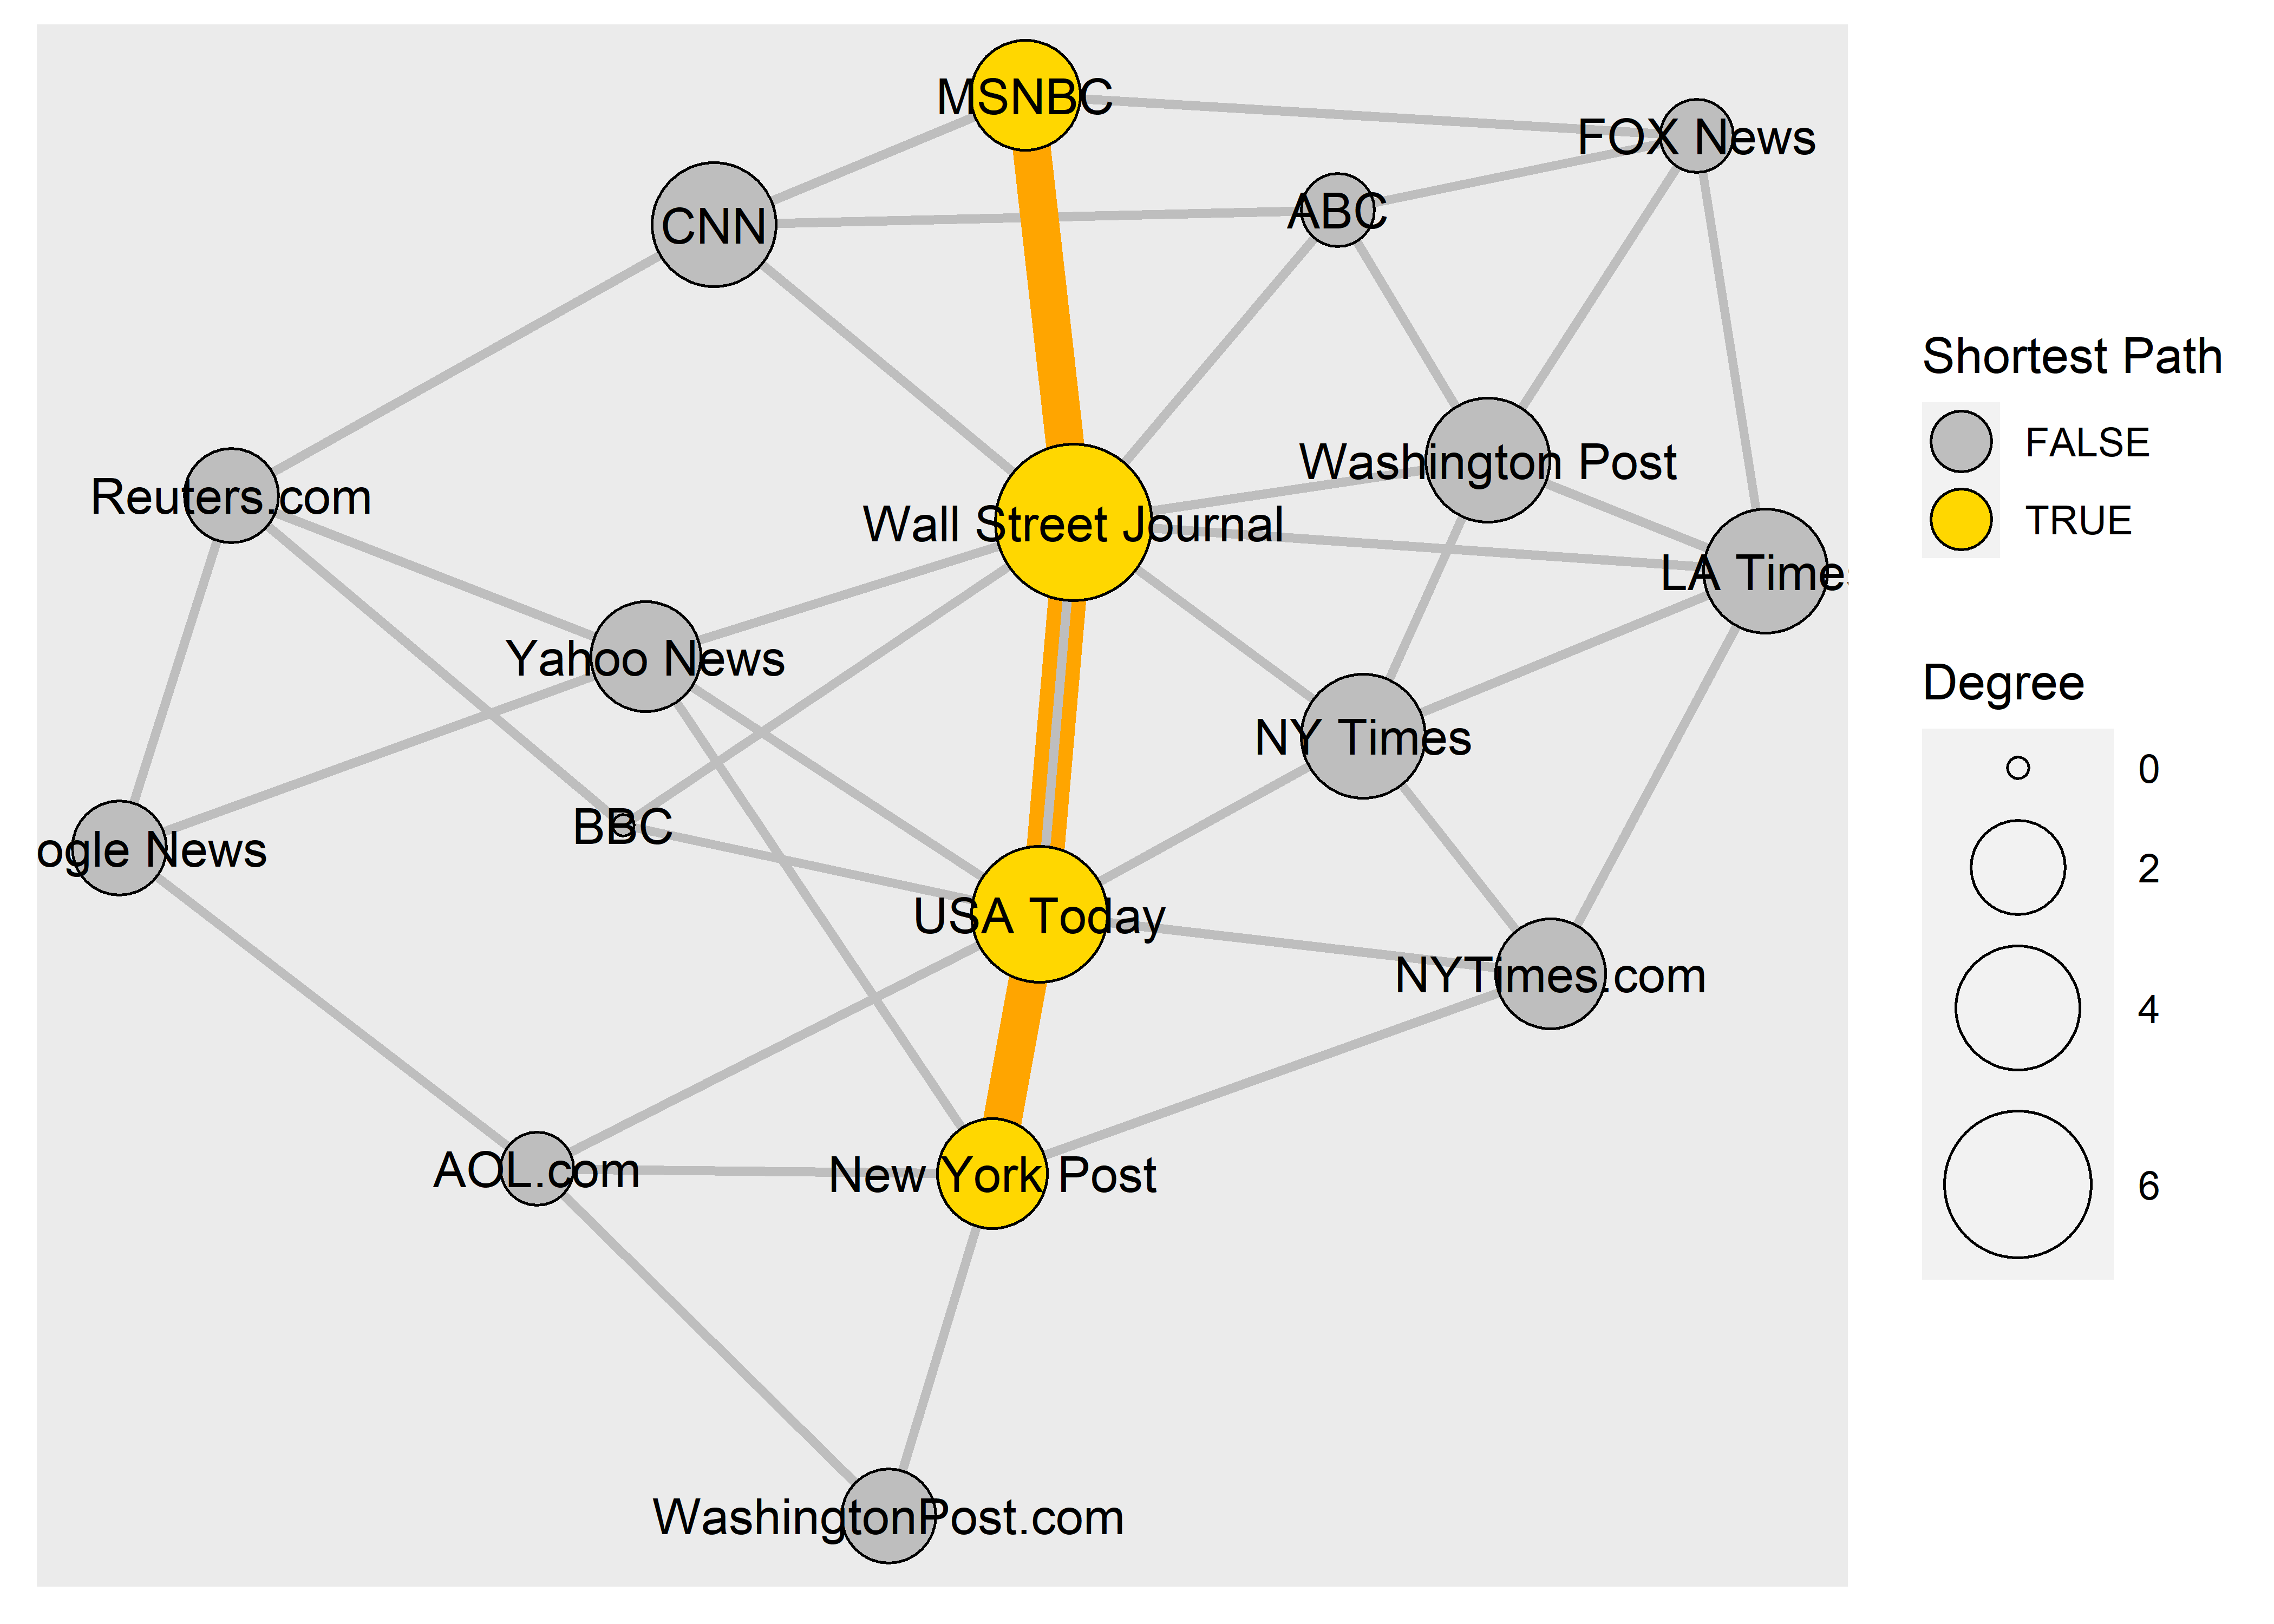 MSNBC
FOX News
ABC
CNN
Washington Post
Reuters.com
Wall Street Journal
LA Times
Yahoo News
NY Times
BBC
ogle News
USA Today
NYTimes.com
AOL.com
New York Post
WashingtonPost.com
Shortest Path
FALSE
TRUE
Degree
0
2
4
6